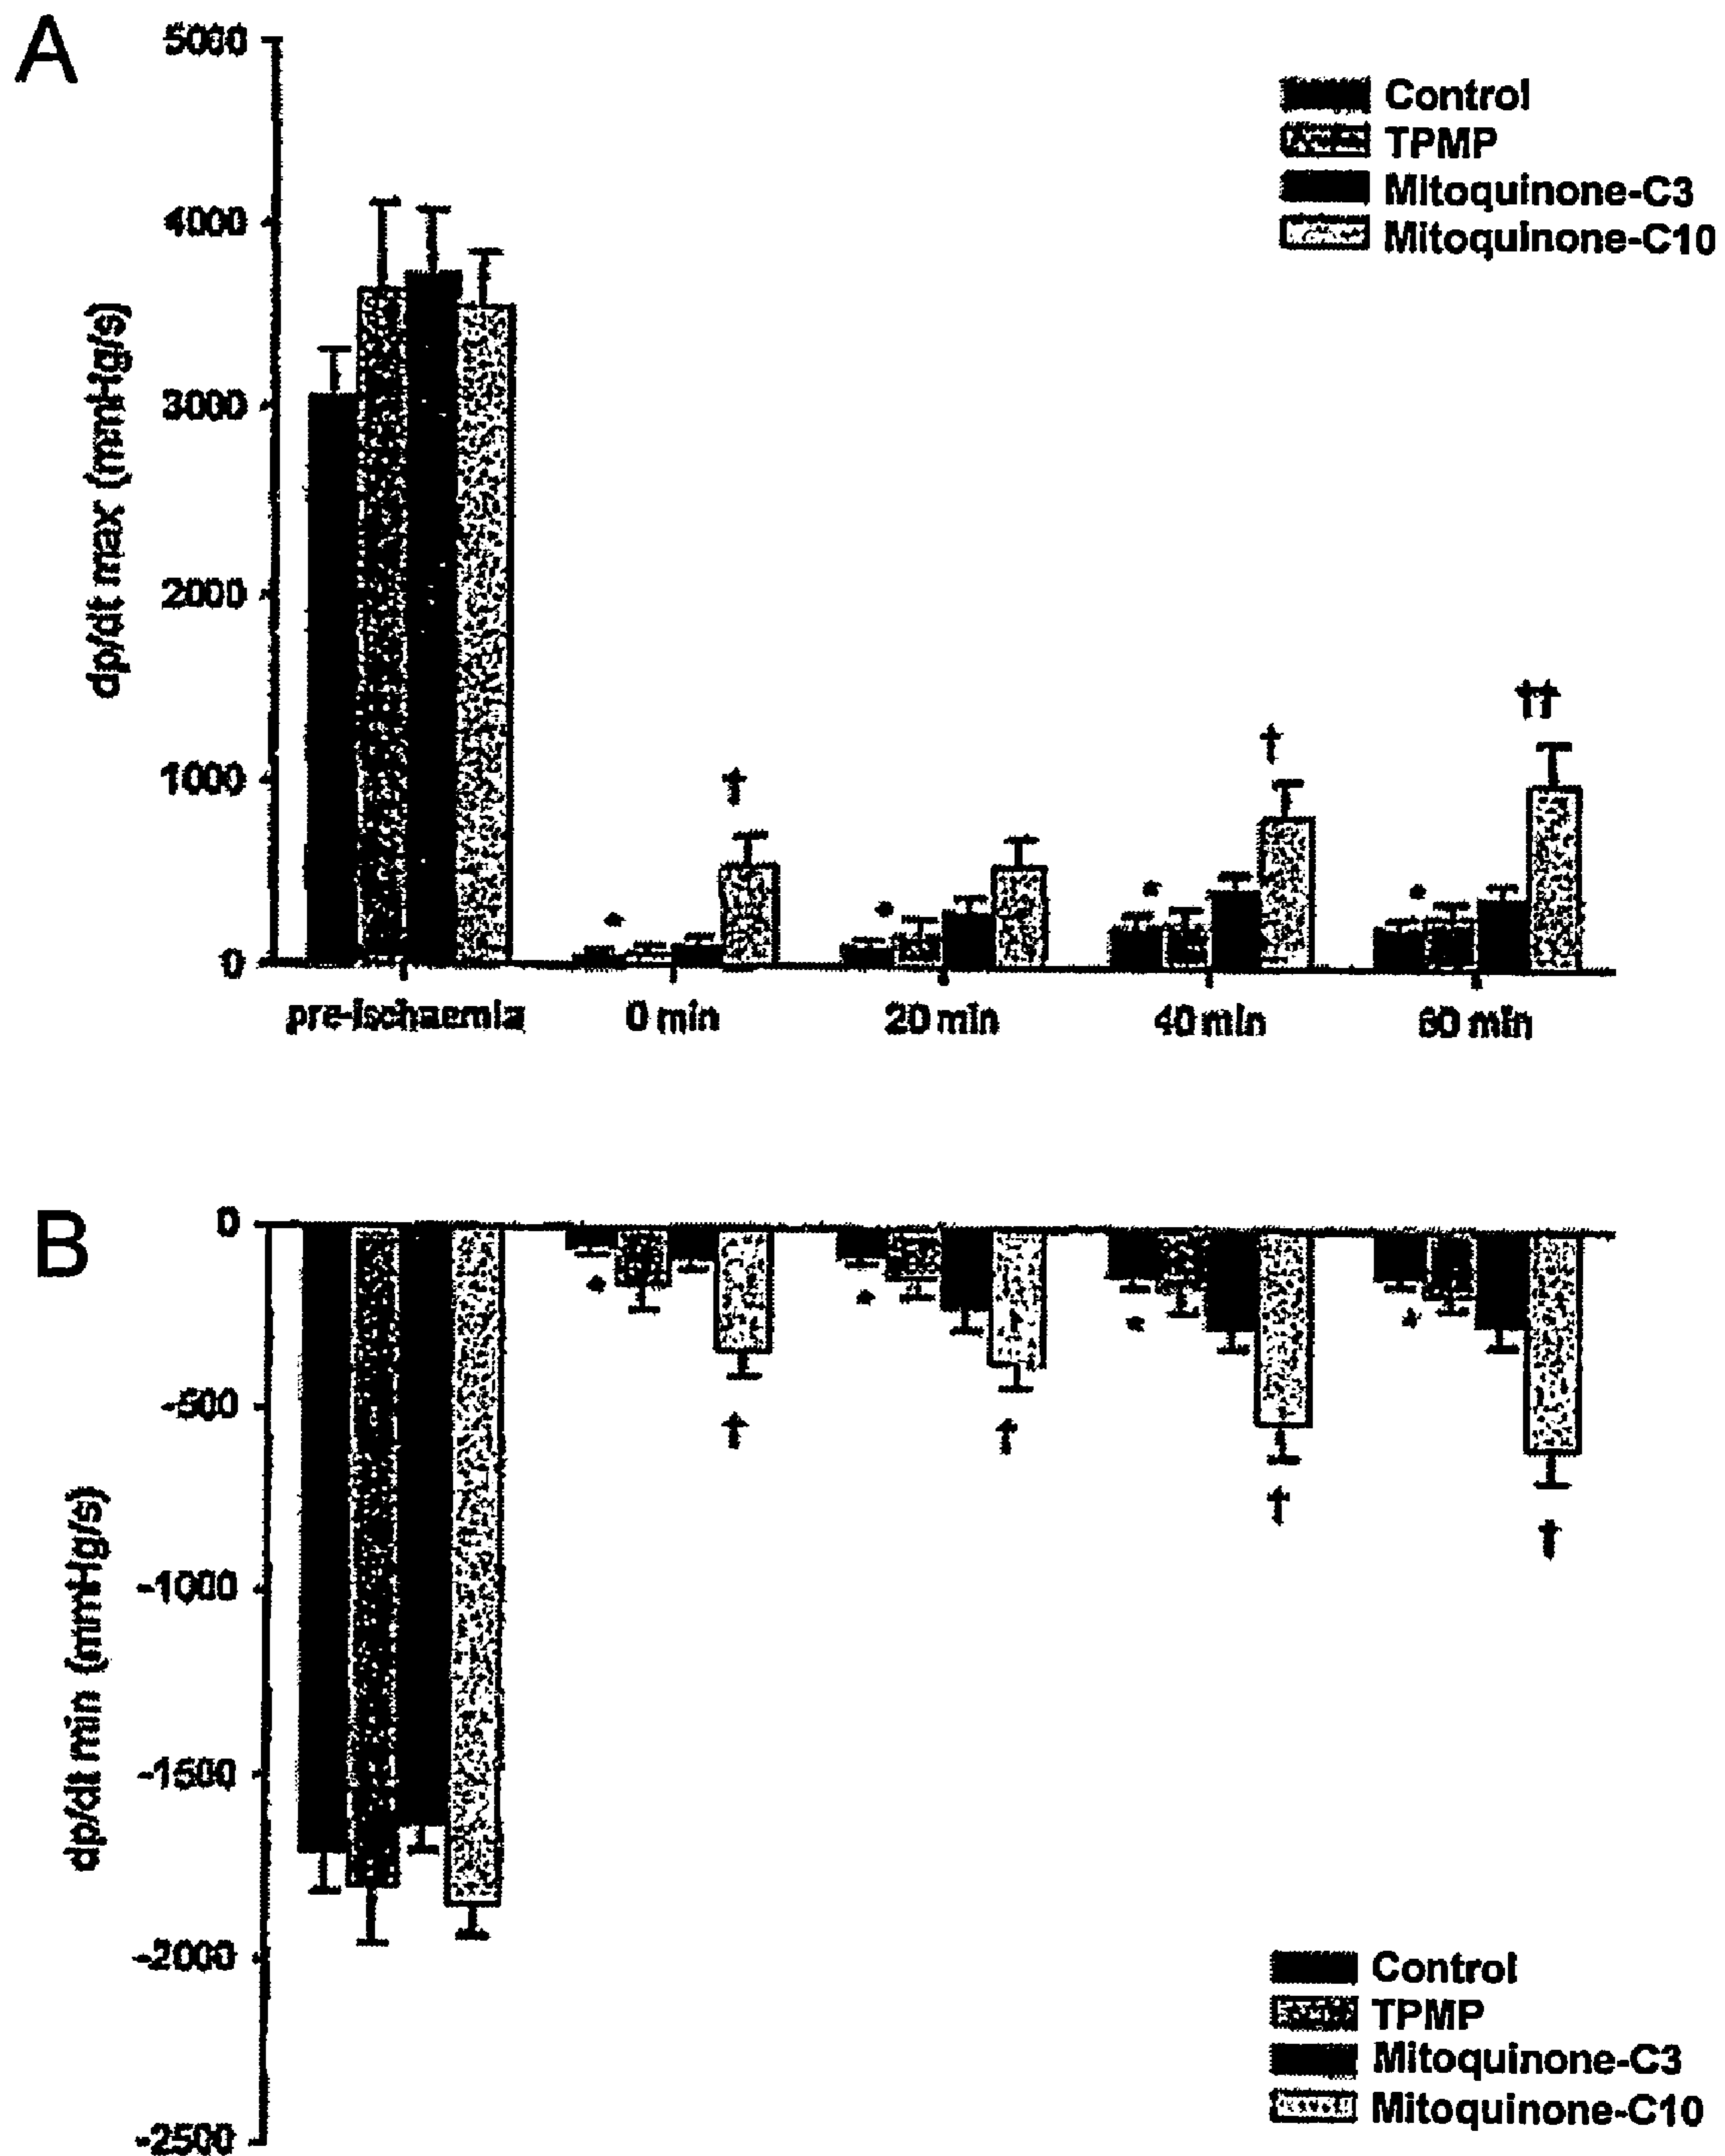 A
5000
4000
3000
2000
1000
0
dp/dt max (mmHg/s)
Control
TPMP
Mitoquinone-C3
Mitoquinone-C10
*
†
*
*
†
*
††
pre-ischaemia 0 min 20 min 40 min 60 min
B
0
-500
-1000
-1500
-2000
-2500
dp/dt min (mmHg/s)
*
†
*
†
*
†
*
†
Control
TPMP
Mitoquinone-C3
Mitoquinone-C10